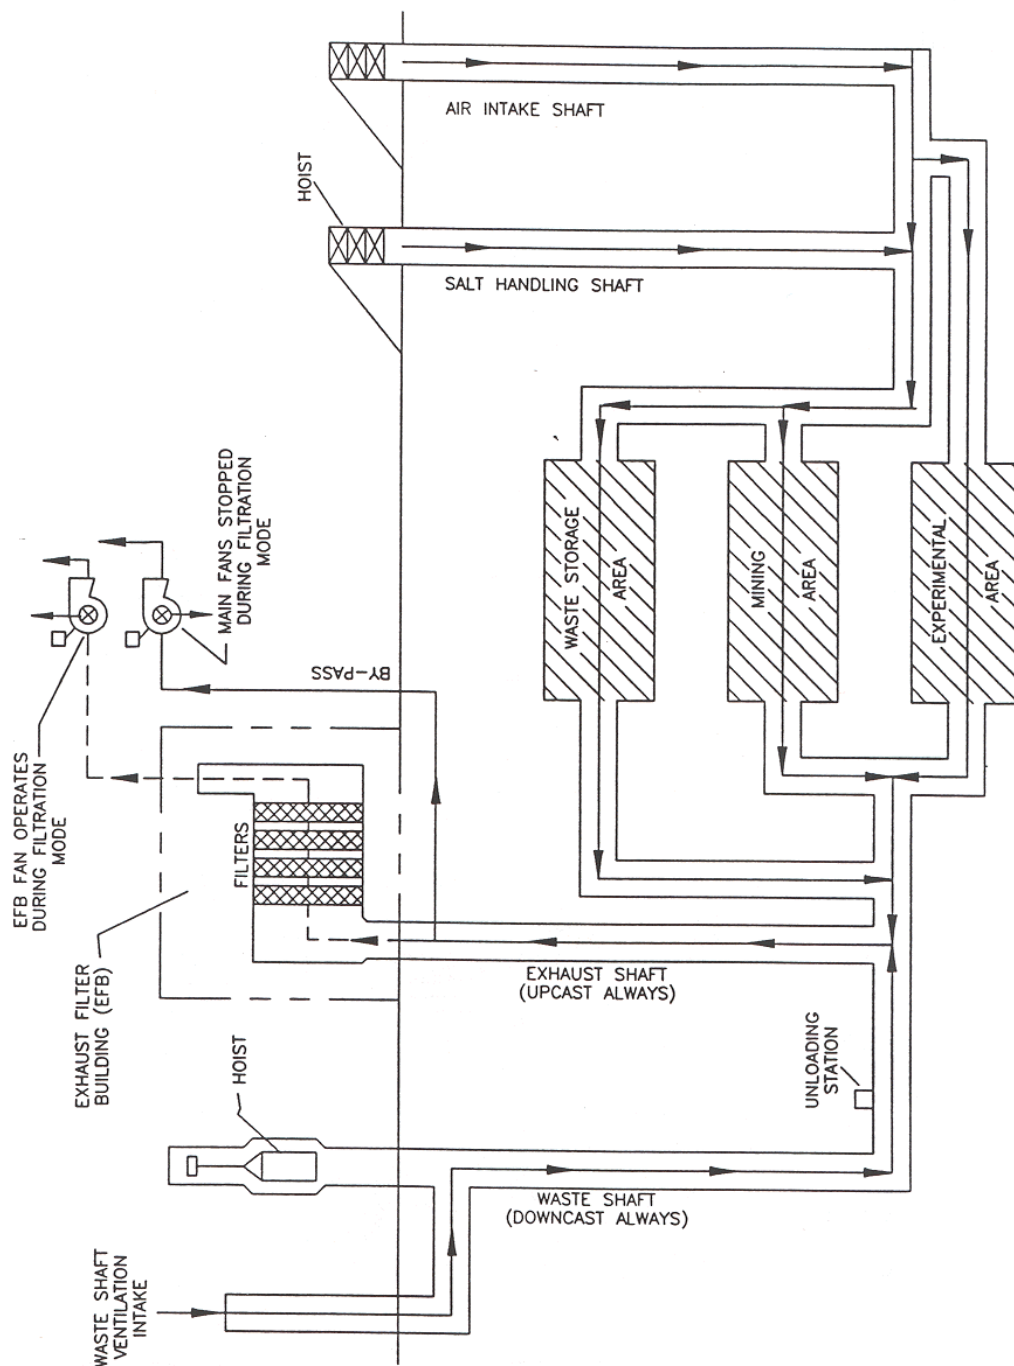 AIR INTAKE SHAFT
HOIST
SALT HANDLING SHAFT
MAIN FANS STOPPED
DURING FILTRATION
MODE
BY-PASS
EFB FAN OPERATES
DURING FILTRATION
MODE
FILTERS
EXHAUST FILTER
BUILDING (EFB)
HOIST
WASTE STORAGE
AREA
MINING
AREA
EXPERIMENTAL
AREA
EXHAUST SHAFT
(UPCAST ALWAYS)
UNLOADING
STATION
WASTE SHAFT
(DOWNCAST ALWAYS)
WASTE SHAFT
VENTILATION
INTAKE